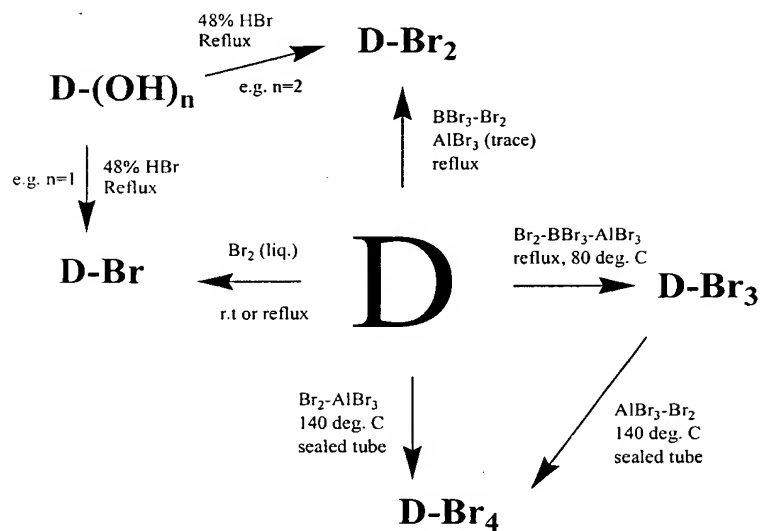 48% HBr
Reflux
D-Br2
D-(OH)n
e.g. n=2
BBr3-Br2
AlBr3 (trace)
reflux
e.g. n=1
48% HBr
Reflux
D-Br
Br2 (liq.)
r.t or reflux
D
Br2-BBr3-AlBr3
reflux, 80 deg. C
D-Br3
Br2-AlBr3
140 deg. C
sealed tube
AlBr3-Br2
140 deg. C
sealed tube
D-Br4